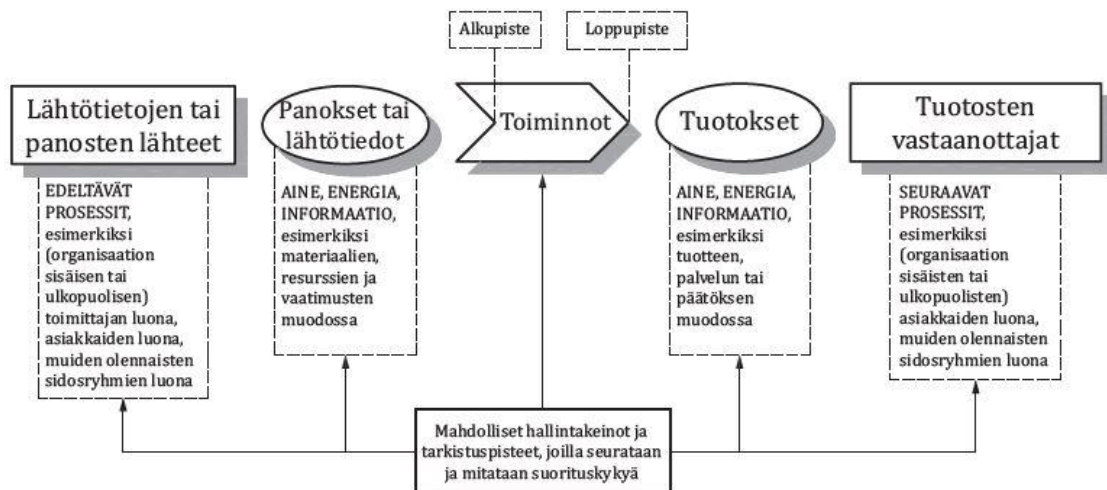 Alkupiste
Loppupiste
Lähtötietojen tai
panosten lähteet
Panokset tai
lähtötiedot
Toiminnot
Tuotokset
Tuotosten
vastaanottajat
EDELTÄVÄT
PROSESSIT,
esimerkiksi
(organisaation
sisäisen tai
ulkopuolisen)
toimittajan luona,
asiakkaiden luona,
muiden olennaisten
sidosryhmien luona
AINE, ENERGIA,
INFORMAATIO,
esimerkiksi
materiaalien,
resurssien ja
vaatimusten
muodossa
AINE, ENERGIA,
INFORMAATIO,
esimerkiksi
tuotteen,
palvelun tai
päätöksen
muodossa
SEURAAVAT
PROSESSIT,
esimerkiksi
(organisaation
sisäisten tai
ulkopuolisten)
asiakkaiden luona,
muiden olennaisten
sidosryhmien luona
Mahdolliset hallintakeinot ja
tarkistuspisteet, joilla seurataan
ja mitataan suorituskykyä